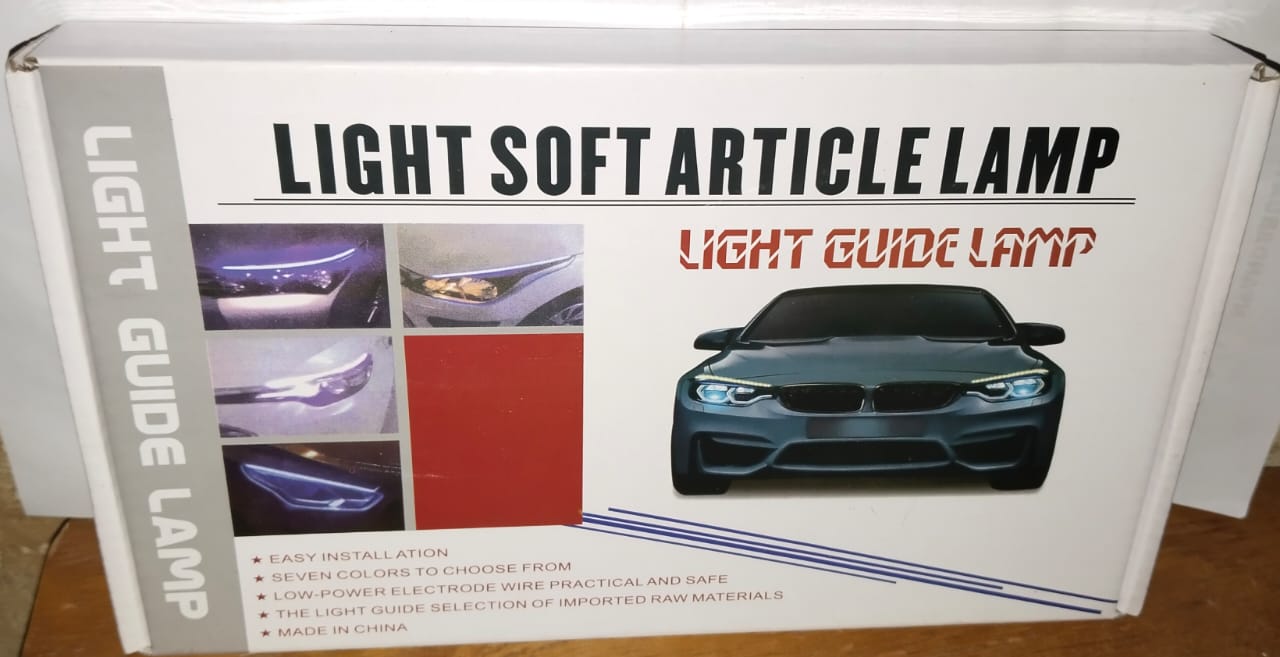 LIGHT SOFT ARTICLE LAMP
LIGHT GUIDE LAMP
LIGHT GUIDE LAMP
★ EASY INSTALLATION
★ SEVEN COLORS TO CHOOSE FROM
★ LOW-POWER ELECTRODE WIRE PRACTICAL AND SAFE
★ THE LIGHT GUIDE SELECTION OF IMPORTED RAW MATERIALS
★ MADE IN CHINA